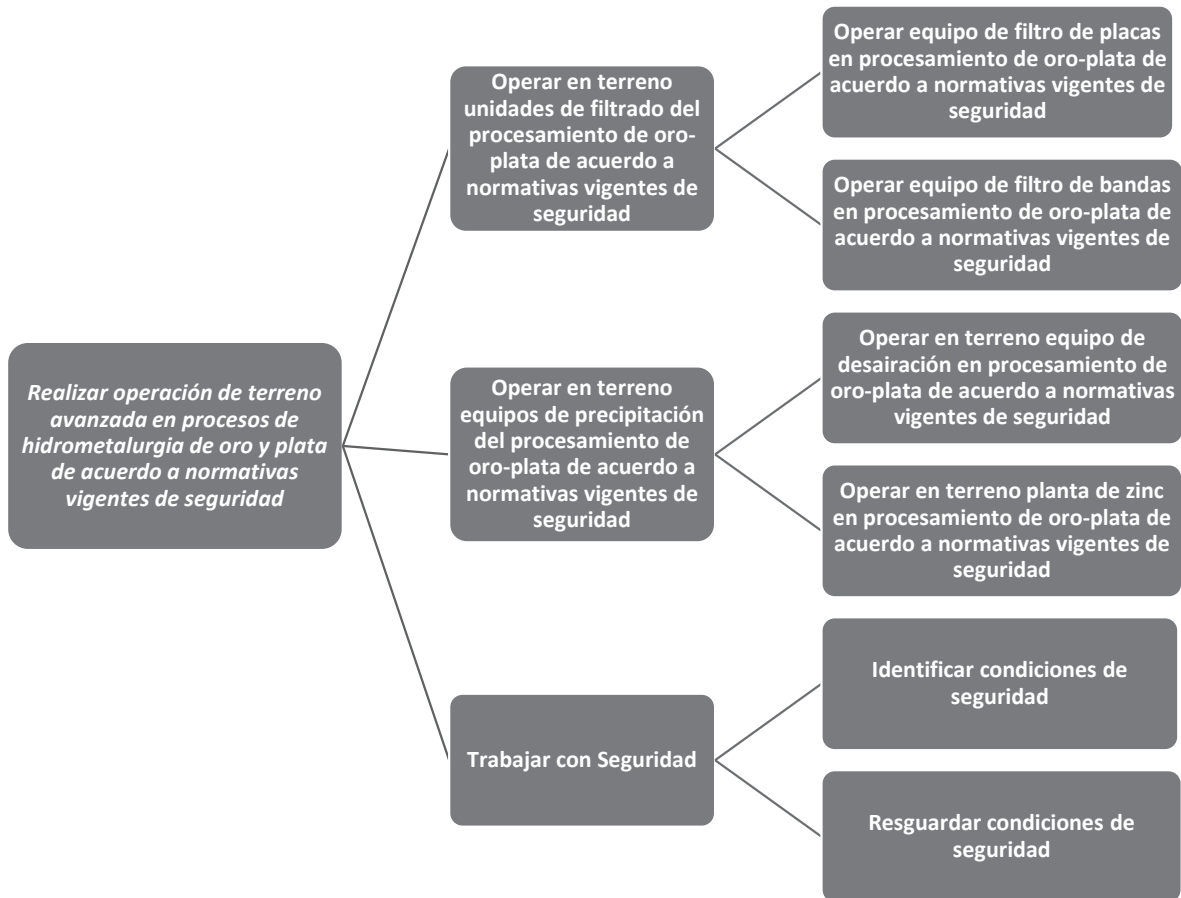 Realizar operación de terreno
avanzada en procesos de
hidrometalurgia de oro y plata
de acuerdo a normativas
vigentes de seguridad
Operar en terreno
unidades de filtrado del
procesamiento de oro-
plata de acuerdo a
normativas vigentes de
seguridad
Operar equipo de filtro de placas
en procesamiento de oro-plata de
acuerdo a normativas vigentes de
seguridad
Operar equipo de filtro de bandas
en procesamiento de oro-plata de
acuerdo a normativas vigentes de
seguridad
Operar en terreno
equipos de precipitación
del procesamiento de
oro-plata de acuerdo a
normativas vigentes de
seguridad
Operar en terreno equipo de
desairación en procesamiento de
oro-plata de acuerdo a normativas
vigentes de seguridad
Operar en terreno planta de zinc
en procesamiento de oro-plata de
acuerdo a normativas vigentes de
seguridad
Trabajar con Seguridad
Identificar condiciones de
seguridad
Resguardar condiciones de
seguridad